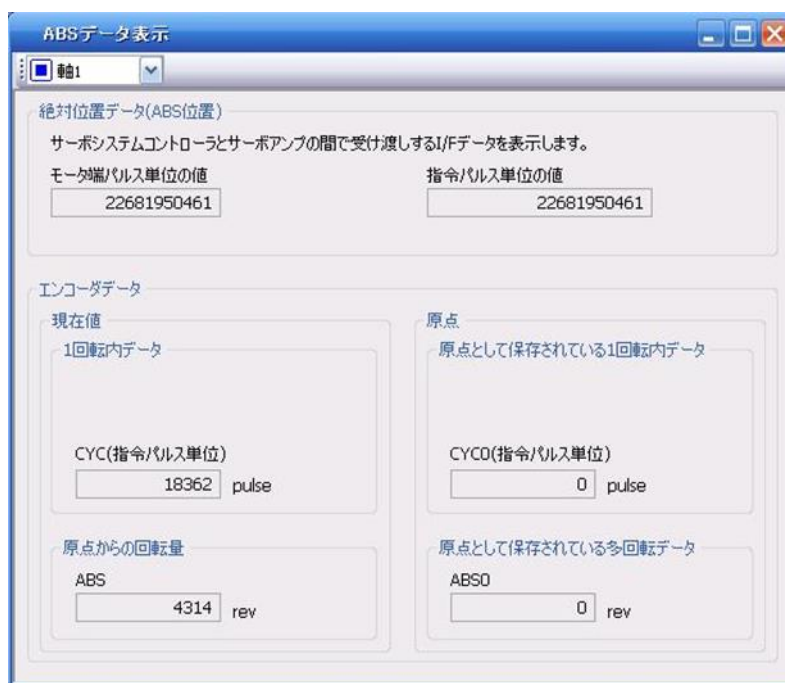 ABSデータ表示
軸1
絶対位置データ(ABS位置)
サーボシステムコントローラとサーボアンプの間で受け渡しするI/Fデータを表示します。
モータ端パルス単位の値
指令パルス単位の値
22681950461
22681950461
エンコーダデータ
現在値
1回転内データ
CYC(指令パルス単位)
18362 pulse
原点からの回転量
ABS
4314 rev
原点
原点として保存されている1回転内データ
CYC0(指令パルス単位)
0 pulse
原点として保存されている多回転データ
ABS0
0 rev